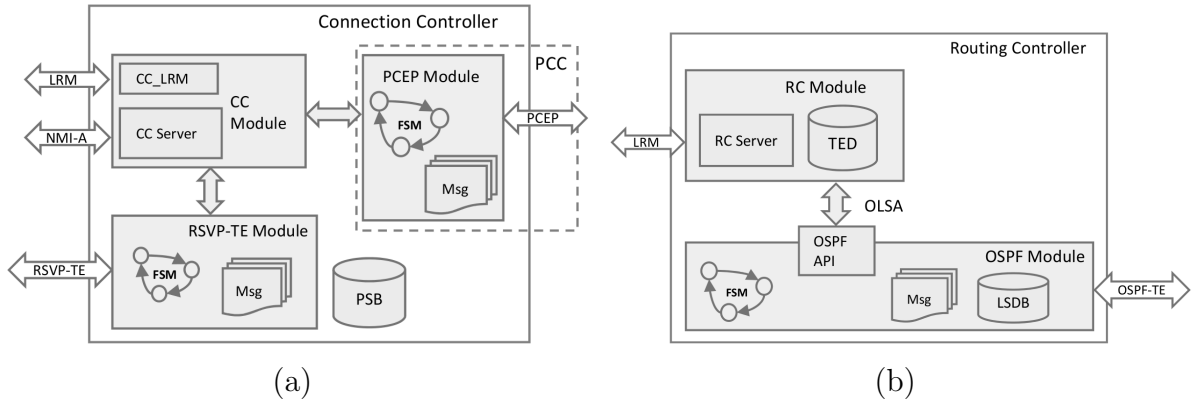 Connection Controller
PCC
LRM
CC_LRM
CC
Module
CC Server
NMI-A
PCEP Module
FSM
Msg
PCEP
RSVP-TE Module
RSVP-TE
FSM
Msg
PSB
(a)
Routing Controller
RC Module
RC Server
TED
LRM
OLSA
OSPF
API
OSPF Module
FSM
Msg
LSDB
OSPF-TE
(b)